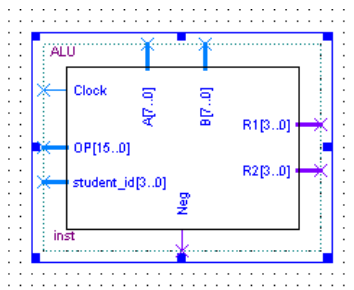 ALU
Clock
A[7..0]
B[7..0]
R1[3..0]
OP[15..0]
R2[3..0]
student_id[3..0]
Neg
inst